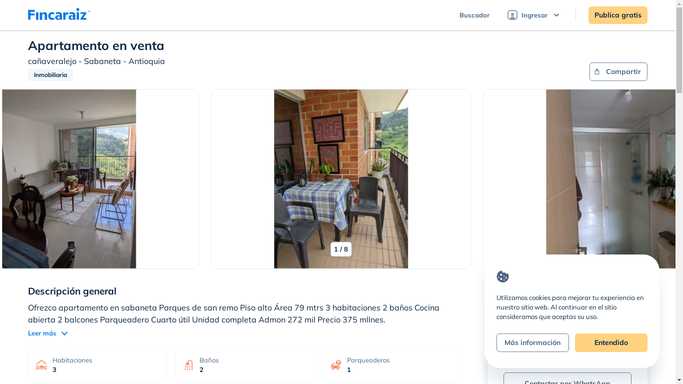 Fincaraiz
Buscador
Ingresar
Publica gratis
Apartamento en venta
cañaveralejo - Sabaneta - Antioquia
Inmobiliaria
Compartir
1 / 8
Descripción general
Ofrezco apartamento en sabaneta Parques de san remo Piso alto Área 79 mtrs 3 habitaciones 2 baños Cocina
abierta 2 balcones Parqueadero Cuarto útil Unidad completa Admon 272 mil Precio 375 mllnes.
Leer más
Habitaciones
3
Baños
2
Parqueaderos
1
Utilizamos cookies para mejorar tu experiencia en
nuestro sitio web. Al continuar en el sitio
consideramos que aceptas su uso.
Más información
Entendido
Contactar por WhatsApp